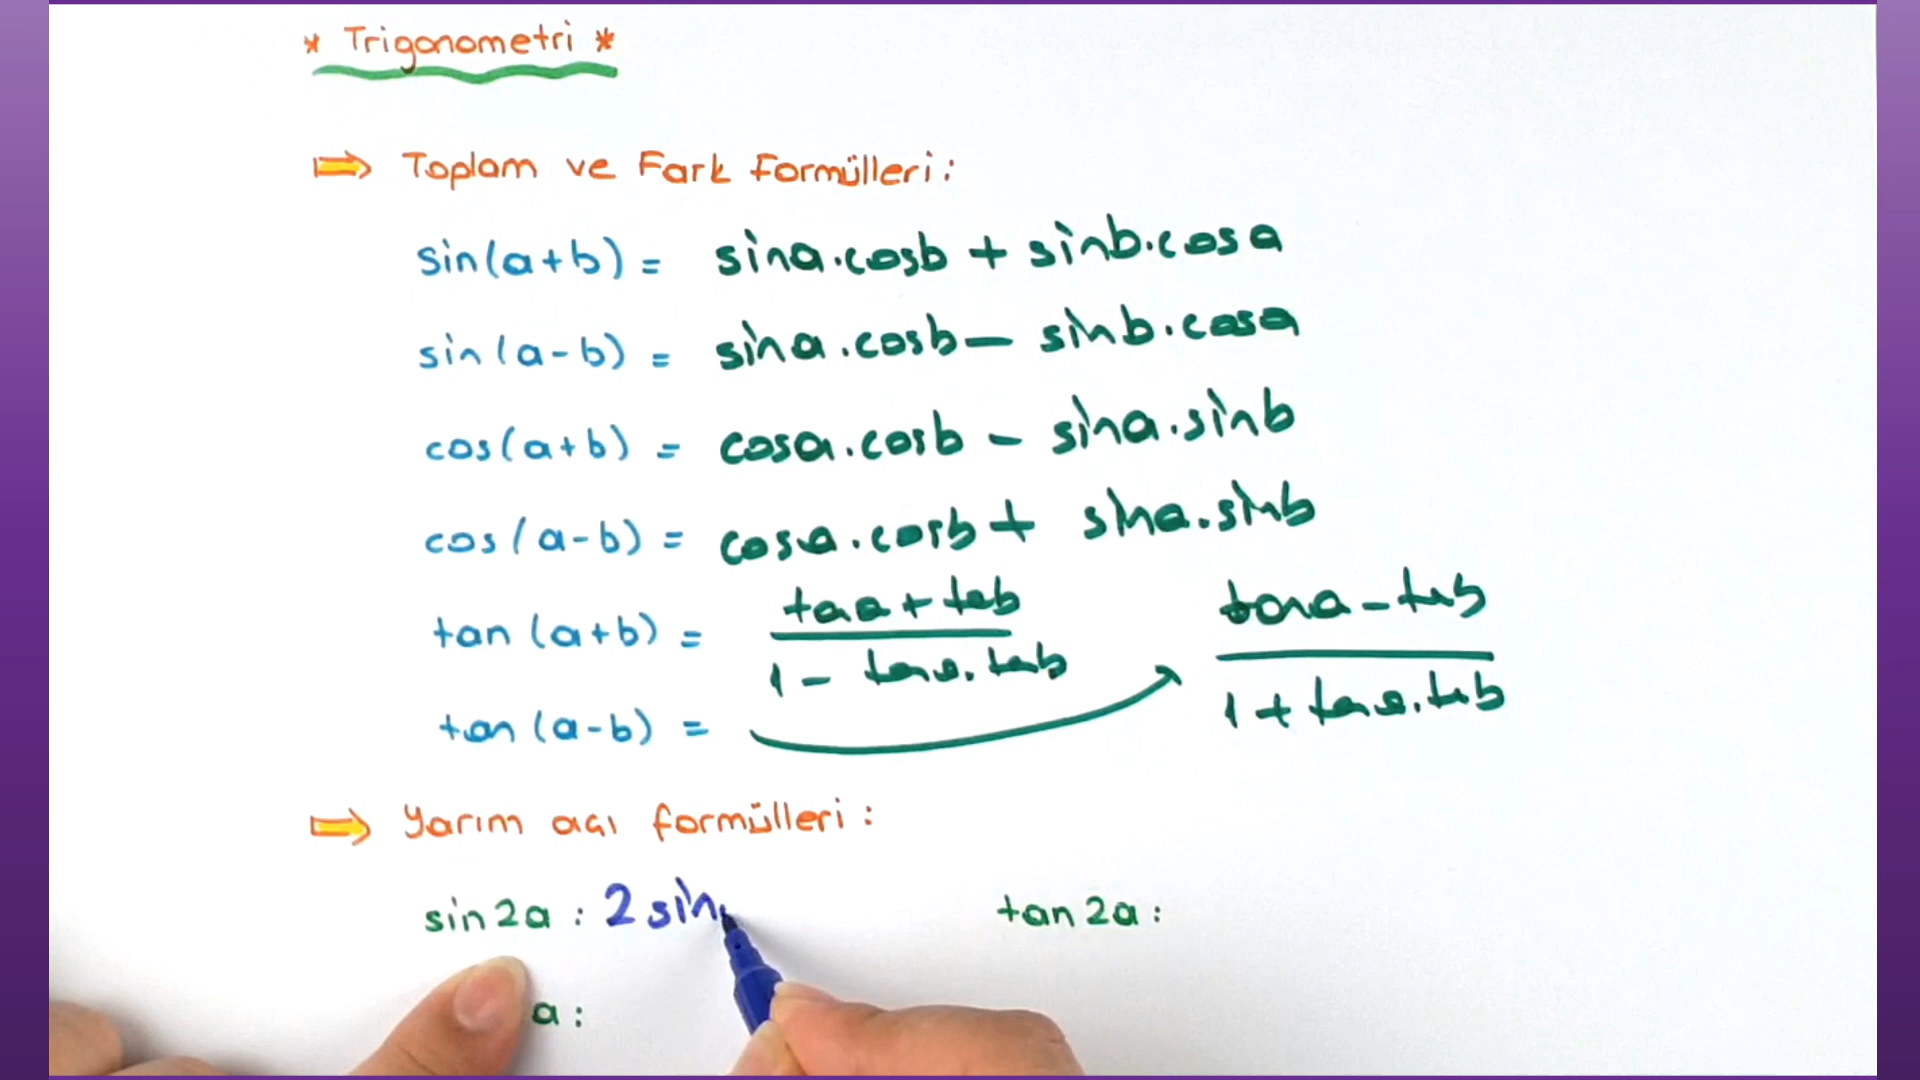 * Trigonometri *
⇒ Toplam ve Fark formülleri:
sin(a+b) = sina.cosb + sinb.cosa
sin(a-b) = sina.cosb - sinb.cosa
cos(a+b) = cosa.cosb - sina.sinb
cos(a-b) = cosa.cosb + sina.sinb
tan(a+b) = tana + tanb / 1 - tana.tanb
tan(a-b) = tana - tanb / 1 + tana.tanb
⇒ Yarım açı formülleri:
sin2a : 2 sin
tan2a :
a :